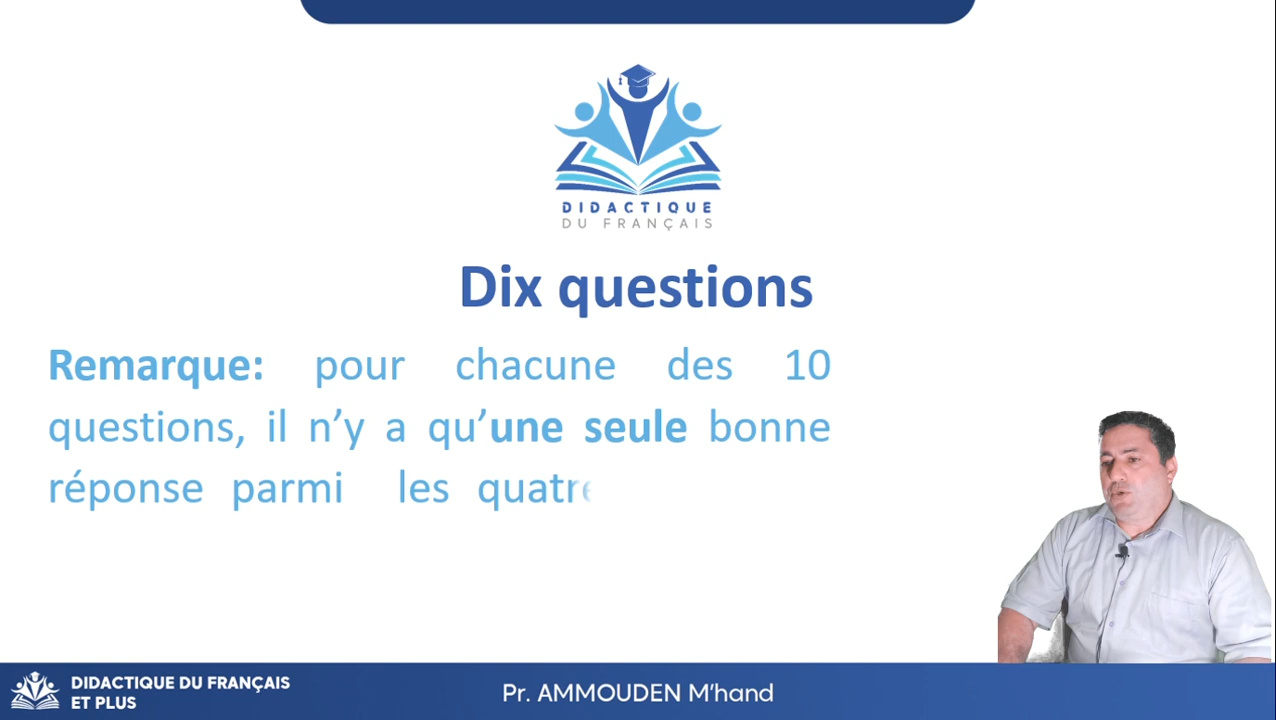 DIDACTIQUE
DU FRANÇAIS
Dix questions
Remarque: pour chacune des 10
questions, il n’y a qu’une seule bonne
réponse parmi les quatre
DIDACTIQUE DU FRANÇAIS
ET PLUS
Pr. AMMOUDEN M’hand